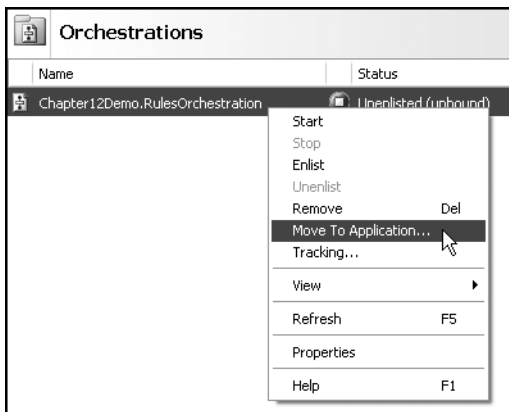 Orchestrations
Name Status
Chapter12Demo.RulesOrchestration Unenlisted (unbound)
Start
Stop
Enlist
Unenlist
Remove Del
Move To Application...
Tracking...
View
Refresh F5
Properties
Help F1